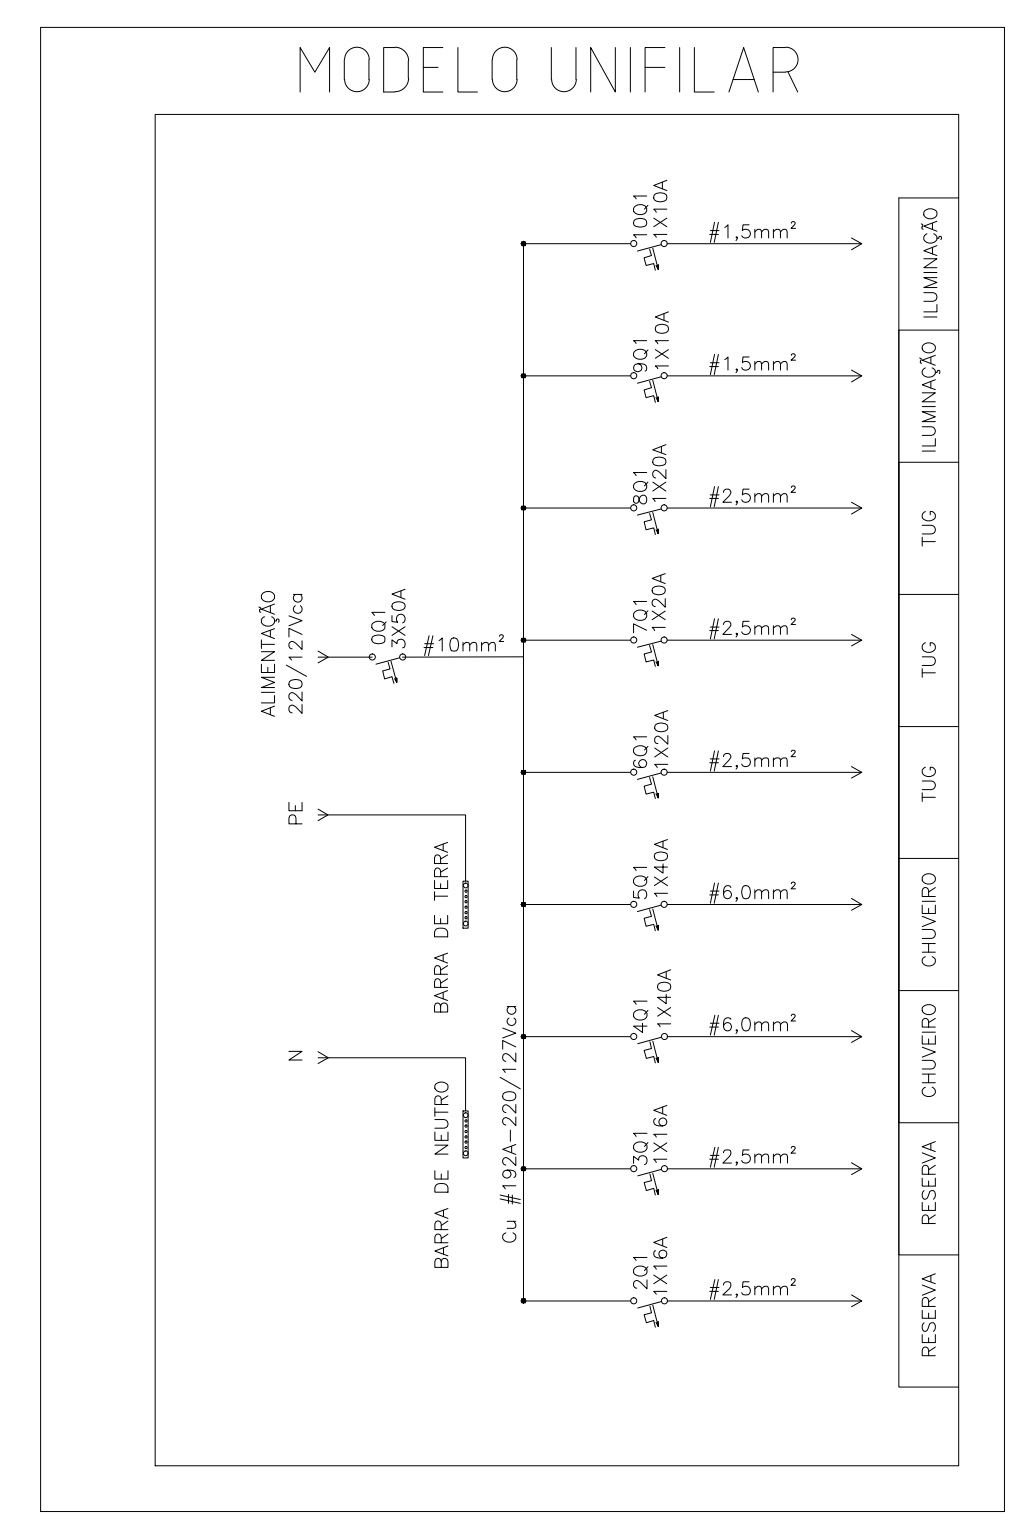 MODELO UNIFILAR
10Q1
1X10A
#1,5mm²
ILUMINAÇÃO
9Q1
1X10A
#1,5mm²
ILUMINAÇÃO
8Q1
1X20A
#2,5mm²
TUG
ALIMENTAÇÃO
220/127Vca
0Q1
3X50A
#10mm²
7Q1
1X20A
#2,5mm²
TUG
6Q1
1X20A
#2,5mm²
TUG
PE
BARRA DE TERRA
5Q1
1X40A
#6,0mm²
CHUVEIRO
4Q1
1X40A
#6,0mm²
CHUVEIRO
N
BARRA DE NEUTRO
Cu #192A-220/127Vca
3Q1
1X16A
#2,5mm²
RESERVA
2Q1
1X16A
#2,5mm²
RESERVA